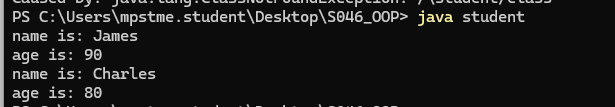 PS C:\Users\mpstme.student\Desktop\S046_OOP> java student
name is: James
age is: 90
name is: Charles
age is: 80